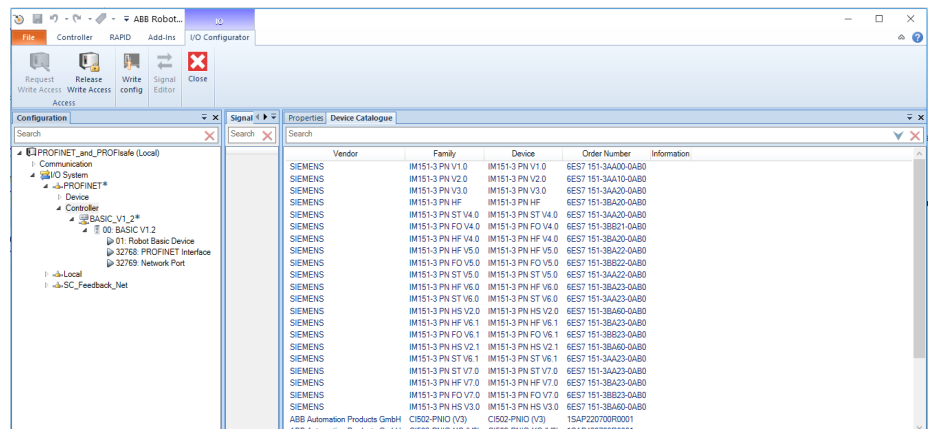 ABB Robot...
IO
File Controller RAPID Add-Ins I/O Configurator
Request Write Access
Release Write Access
Write config
Signal Editor
Close
Access
Configuration
Search
PROFINET_and_PROFIsafe (Local)
Communication
I/O System
PROFINET*
Device
Controller
BASIC_V1_2*
00: BASIC V1.2
01: Robot Basic Device
32768: PROFINET Interface
32769: Network Port
Local
SC_Feedback_Net
Signal
Search
Properties Device Catalogue
Search
Vendor Family Device Order Number Information
SIEMENS IM151-3 PN V1.0 IM151-3 PN V1.0 6ES7 151-3AA00-0AB0
SIEMENS IM151-3 PN V2.0 IM151-3 PN V2.0 6ES7 151-3AA10-0AB0
SIEMENS IM151-3 PN V3.0 IM151-3 PN V3.0 6ES7 151-3AA20-0AB0
SIEMENS IM151-3 PN HF IM151-3 PN HF 6ES7 151-3BA20-0AB0
SIEMENS IM151-3 PN ST V4.0 IM151-3 PN ST V4.0 6ES7 151-3AA20-0AB0
SIEMENS IM151-3 PN FO V4.0 IM151-3 PN FO V4.0 6ES7 151-3BB21-0AB0
SIEMENS IM151-3 PN HF V4.0 IM151-3 PN HF V4.0 6ES7 151-3BA20-0AB0
SIEMENS IM151-3 PN HF V5.0 IM151-3 PN HF V5.0 6ES7 151-3BA22-0AB0
SIEMENS IM151-3 PN FO V5.0 IM151-3 PN FO V5.0 6ES7 151-3BB22-0AB0
SIEMENS IM151-3 PN ST V5.0 IM151-3 PN ST V5.0 6ES7 151-3AA22-0AB0
SIEMENS IM151-3 PN HF V6.0 IM151-3 PN HF V6.0 6ES7 151-3BA23-0AB0
SIEMENS IM151-3 PN ST V6.0 IM151-3 PN ST V6.0 6ES7 151-3AA23-0AB0
SIEMENS IM151-3 PN HS V2.0 IM151-3 PN HS V2.0 6ES7 151-3BA60-0AB0
SIEMENS IM151-3 PN HF V6.1 IM151-3 PN HF V6.1 6ES7 151-3BA23-0AB0
SIEMENS IM151-3 PN FO V6.1 IM151-3 PN FO V6.1 6ES7 151-3BB23-0AB0
SIEMENS IM151-3 PN HS V2.1 IM151-3 PN HS V2.1 6ES7 151-3BA60-0AB0
SIEMENS IM151-3 PN ST V6.1 IM151-3 PN ST V6.1 6ES7 151-3AA23-0AB0
SIEMENS IM151-3 PN ST V7.0 IM151-3 PN ST V7.0 6ES7 151-3AA23-0AB0
SIEMENS IM151-3 PN HF V7.0 IM151-3 PN HF V7.0 6ES7 151-3BA23-0AB0
SIEMENS IM151-3 PN FO V7.0 IM151-3 PN FO V7.0 6ES7 151-3BB23-0AB0
SIEMENS IM151-3 PN HS V3.0 IM151-3 PN HS V3.0 6ES7 151-3BA60-0AB0
ABB Automation Products GmbH CI502-PNIO (V3) CI502-PNIO (V3) 1SAP220700R0001